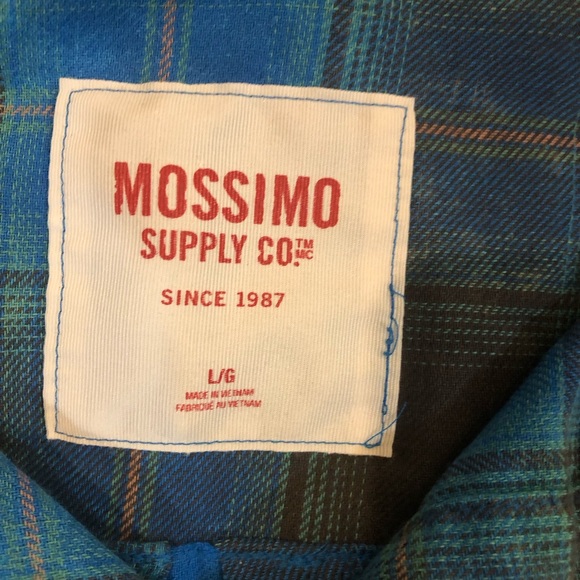 MOSSIMO
SUPPLY CO.™ MC
SINCE 1987
L/G
MADE IN VIETNAM
FABRIQUÉ AU VIETNAM